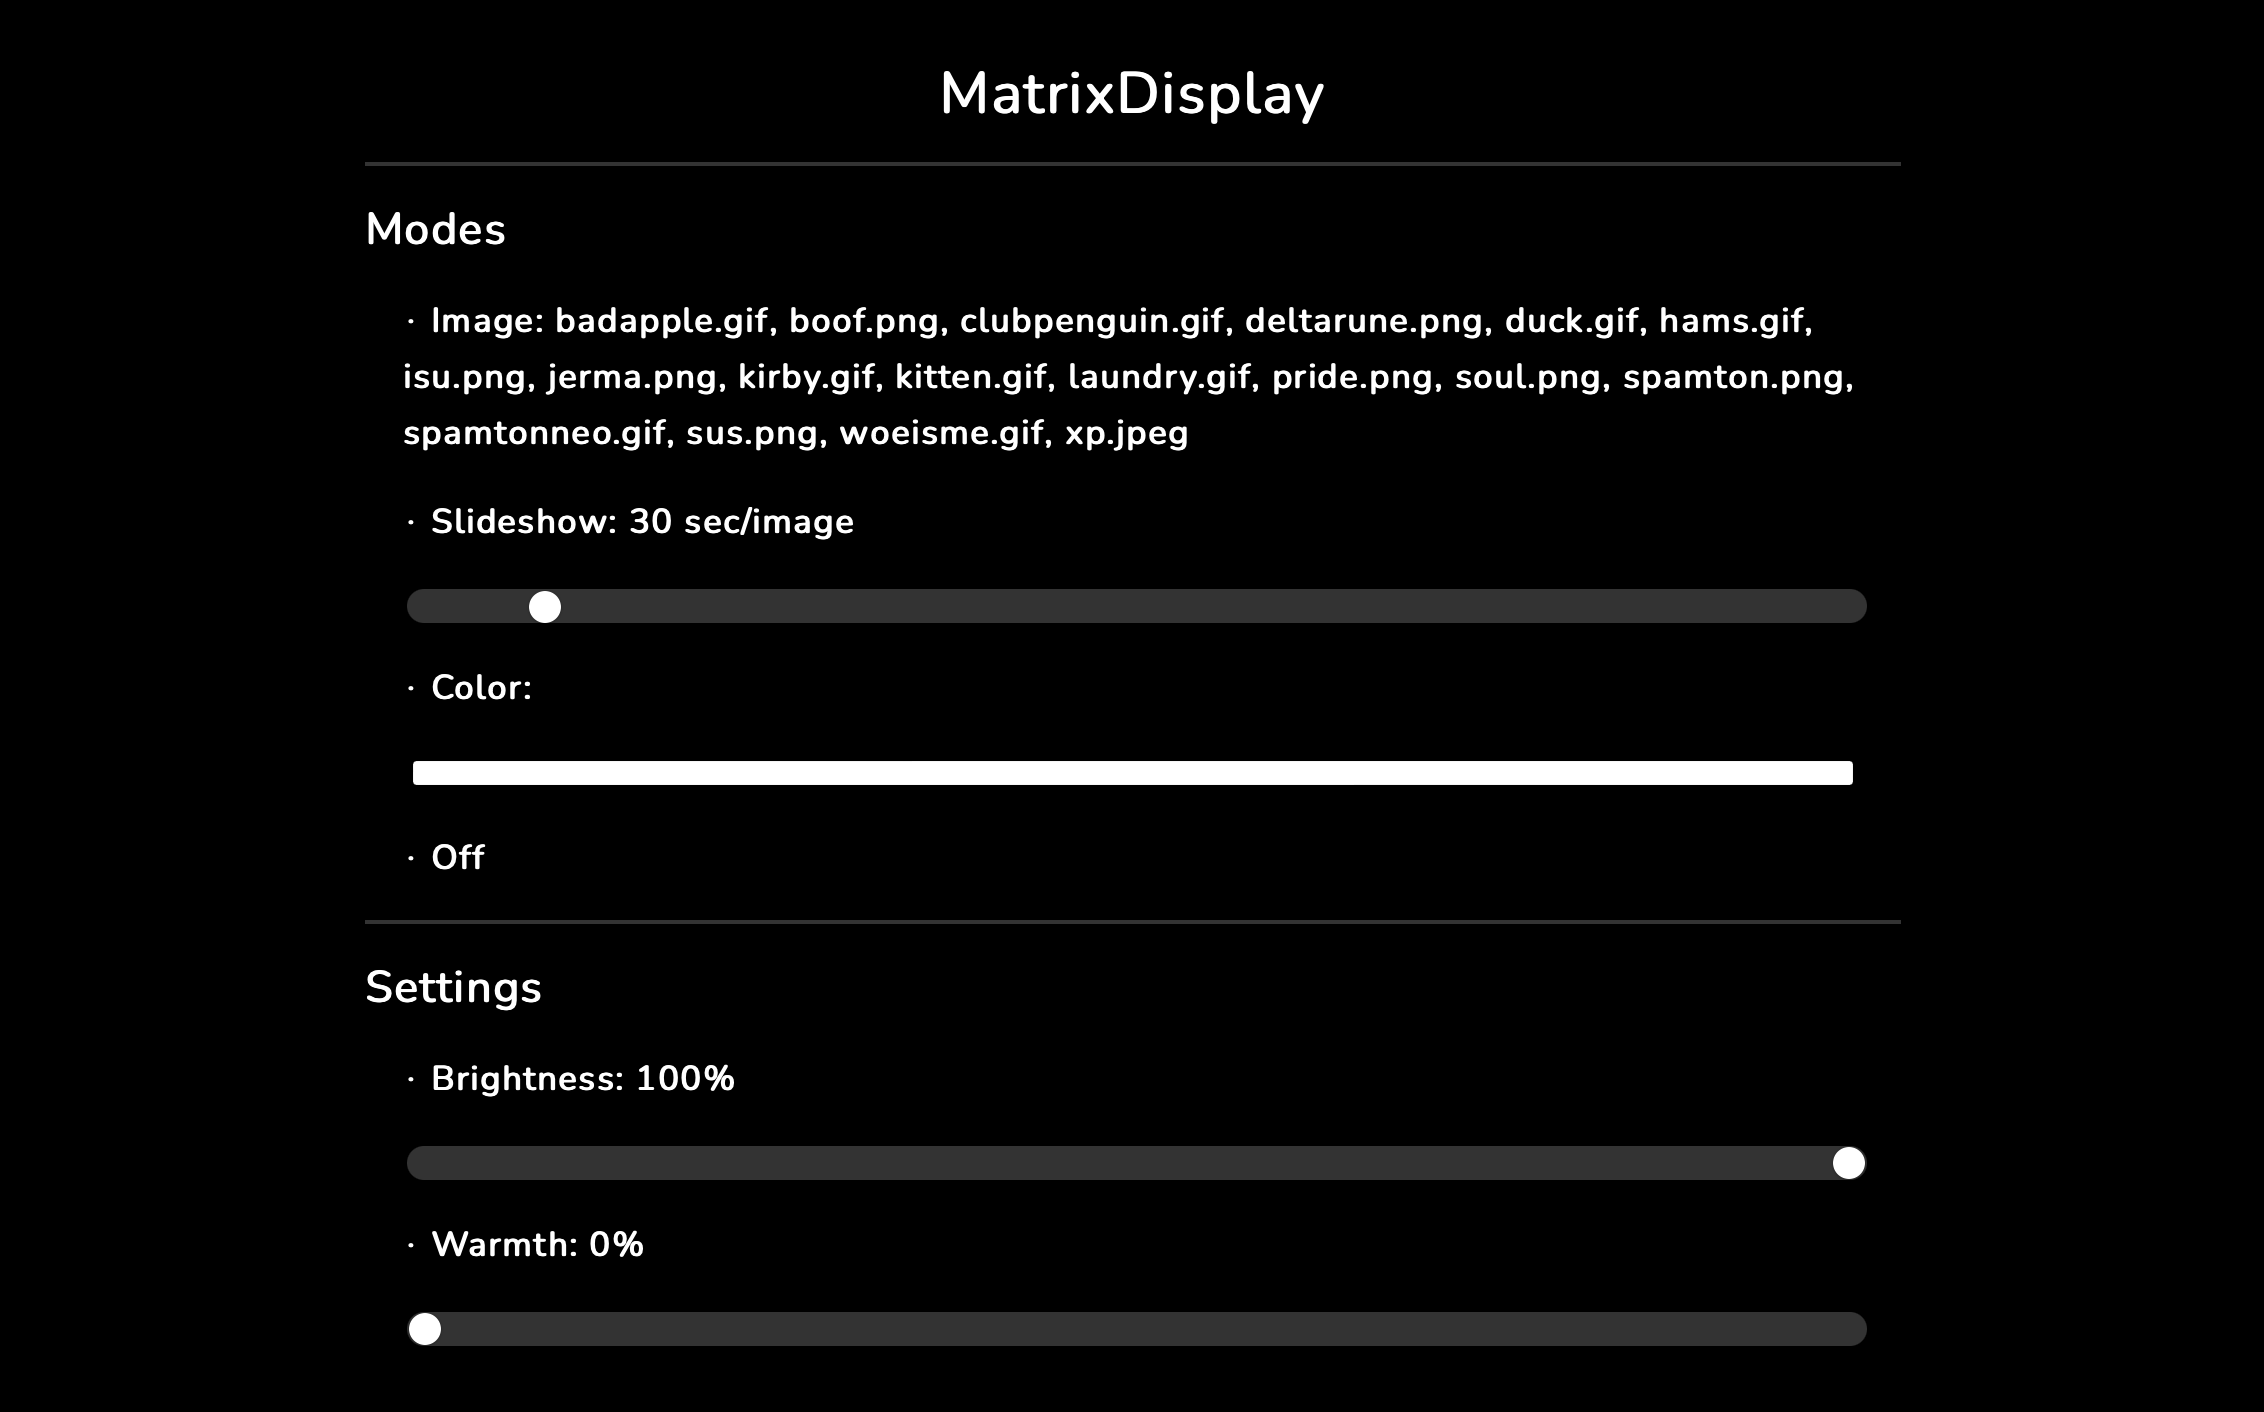 MatrixDisplay
Modes
· Image: badapple.gif, boof.png, clubpenguin.gif, deltarune.png, duck.gif, hams.gif,
isu.png, jerma.png, kirby.gif, kitten.gif, laundry.gif, pride.png, soul.png, spamton.png,
spamtonneo.gif, sus.png, woeisme.gif, xp.jpeg
· Slideshow: 30 sec/image
· Color:
· Off
Settings
· Brightness: 100%
· Warmth: 0%